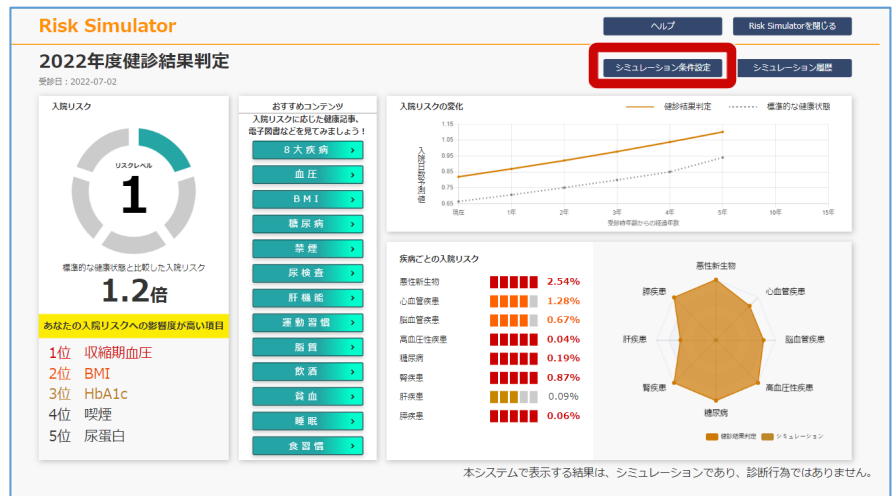 Risk Simulator
ヘルプ
Risk Simulatorを閉じる
2022年度健診結果判定
受診日：2022-07-02
シミュレーション条件設定
シミュレーション履歴
入院リスク
リスクレベル
1
標準的な健康状態と比較した入院リスク
1.2倍
あなたの入院リスクへの影響度が高い項目
1位 収縮期血圧
2位 BMI
3位 HbA1c
4位 喫煙
5位 尿蛋白
おすすめコンテンツ
入院リスクに応じた健康記事、
電子図書などを見てみましょう！
8大疾病
血圧
BMI
糖尿病
禁煙
尿検査
肝機能
運動習慣
脂質
飲酒
貧血
睡眠
食習慣
入院リスクの変化
健診結果判定
標準的な健康状態
入院日数予測値
1.15
1.05
0.95
0.85
0.75
0.65
現在
1年
2年
3年
4年
5年
10年
15年
受診時年齢からの経過年数
疾病ごとの入院リスク
悪性新生物 2.54%
心血管疾患 1.28%
脳血管疾患 0.67%
高血圧性疾患 0.04%
糖尿病 0.19%
腎疾患 0.87%
肝疾患 0.09%
膵疾患 0.06%
悪性新生物
心血管疾患
脳血管疾患
高血圧性疾患
糖尿病
腎疾患
肝疾患
膵疾患
健診結果判定
シミュレーション
本システムで表示する結果は、シミュレーションであり、診断行為ではありません。